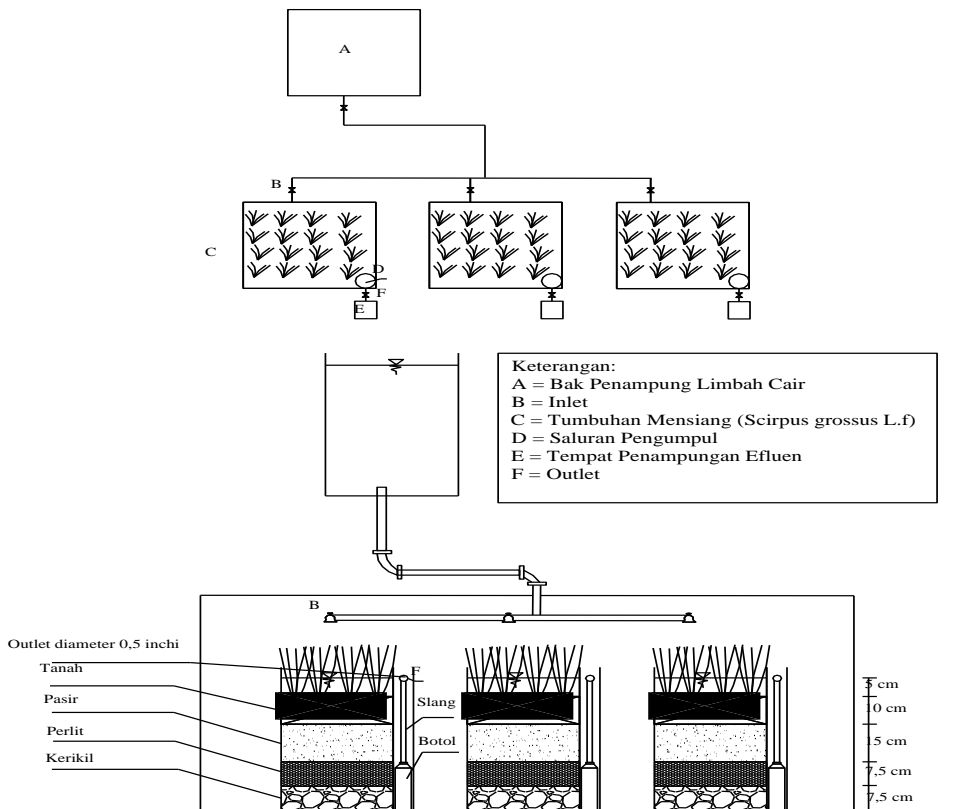 A
B
C
D
F
E
Keterangan:
A = Bak Penampung Limbah Cair
B = Inlet
C = Tumbuhan Mensiang (Scirpus grossus L.f)
D = Saluran Pengumpul
E = Tempat Penampungan Efluen
F = Outlet
B
Outlet diameter 0,5 inchi
Tanah
F
5 cm
Pasir
Slang
10 cm
Perlit
Botol
15 cm
Kerikil
7,5 cm
7,5 cm